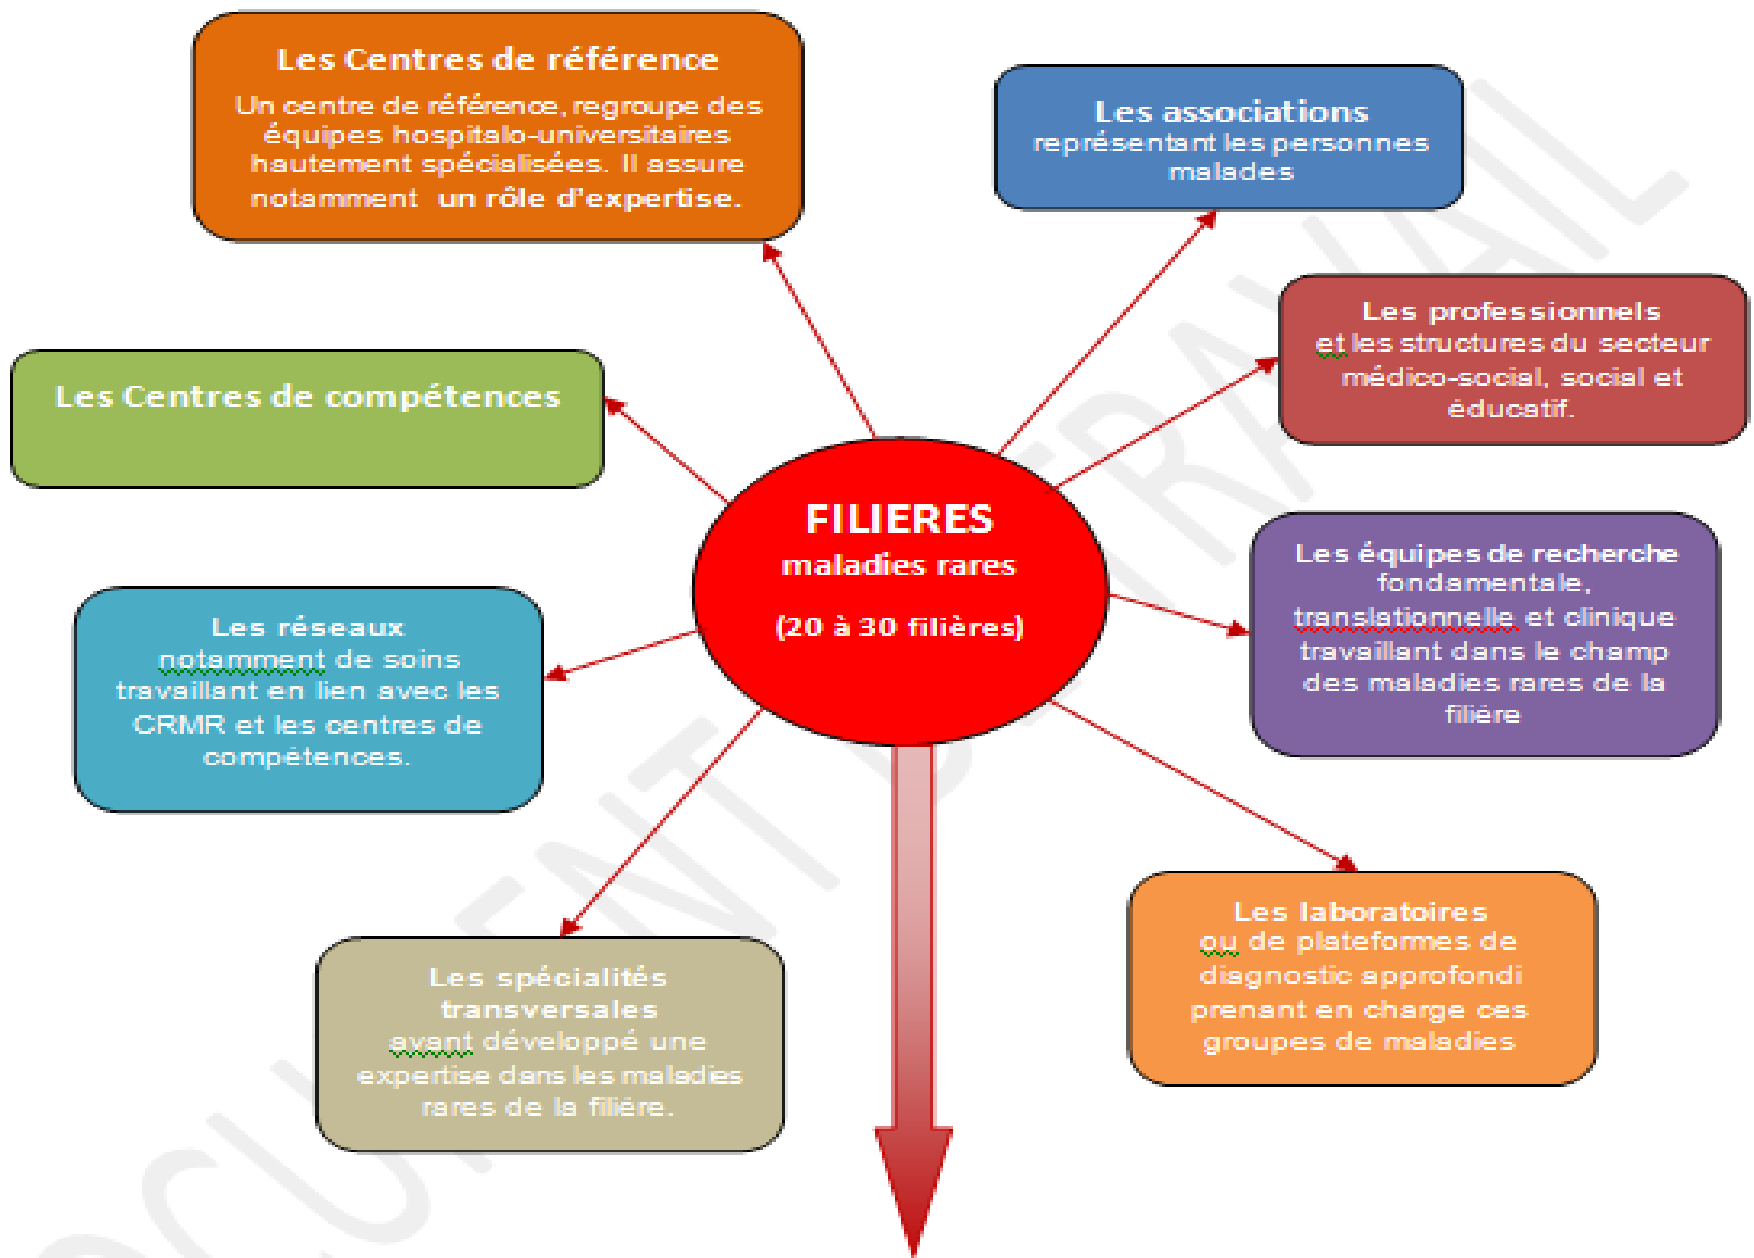 Les Centres de référence
Un centre de référence, regroupe des
équipes hospitalo-universitaires
hautement spécialisées. Il assure
notamment un rôle d'expertise.
Les associations
représentant les personnes
malades
Les professionnels
et les structures du secteur
médico-social, social et
éducatif.
Les Centres de compétences
FILIERES
maladies rares
(20 à 30 filières)
Les équipes de recherche
fondamentale,
translationnelle et clinique
travaillant dans le champ
des maladies rares de la
filière
Les réseaux
notamment de soins
travaillant en lien avec les
CRMR et les centres de
compétences.
Les laboratoires
ou de plateformes de
diagnostic approfondi
prenant en charge ces
groupes de maladies
Les spécialités
transversales
ayant développé une
expertise dans les maladies
rares de la filière.
DOCUMENT DE TRAVAIL